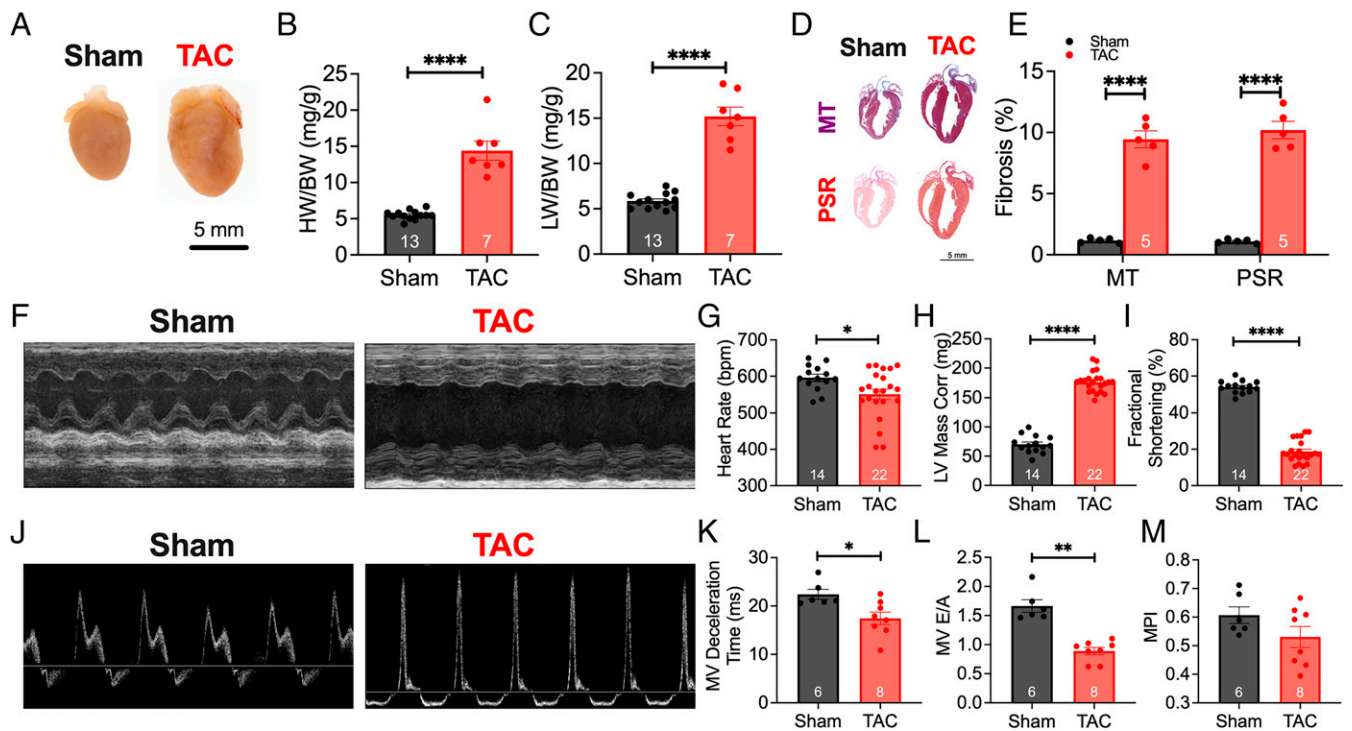 A
Sham
TAC
5 mm
B
****
HW/BW (mg/g)
25
20
15
10
5
0
13
7
Sham
TAC
C
****
LW/BW (mg/g)
20
15
10
5
0
13
7
Sham
TAC
D
Sham
TAC
MT
PSR
5 mm
E
Sham
TAC
****
****
Fibrosis (%)
15
10
5
0
5
5
MT
PSR
F
Sham
TAC
G
*
Heart Rate (bpm)
700
600
500
400
300
14
22
Sham
TAC
H
****
LV Mass Corr (mg)
250
200
150
100
50
0
14
22
Sham
TAC
I
****
Fractional
Shortening (%)
80
60
40
20
0
14
22
Sham
TAC
J
Sham
TAC
K
*
MV Deceleration
Time (ms)
30
20
10
0
6
8
Sham
TAC
L
**
MV E/A
2.5
2.0
1.5
1.0
0.5
0.0
6
8
Sham
TAC
M
MPI
0.8
0.7
0.6
0.5
0.4
0.3
6
8
Sham
TAC